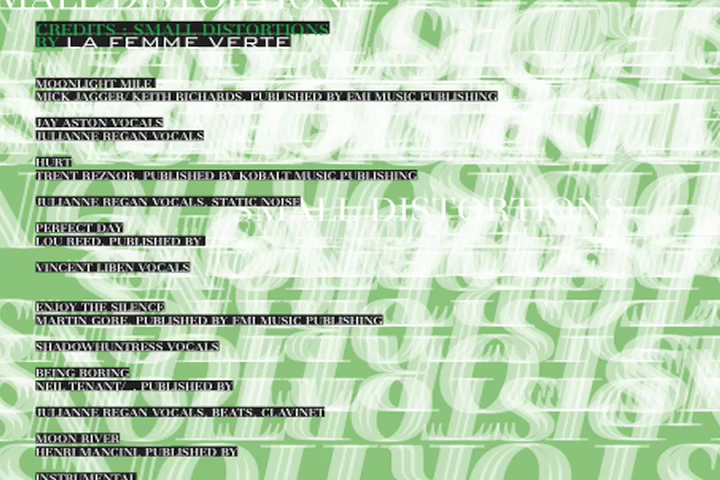 MALL DISTORTIONS
CREDITS : SMALL DISTORTIONS
BY LA FEMME VERTE
MOONLIGHT MILE
MICK JAGGER/ KEITH RICHARDS, PUBLISHED BY EMI MUSIC PUBLISHING
JAY ASTON VOCALS
JULIANNE REGAN VOCALS
HURT
TRENT REZNOR, PUBLISHED BY KOBALT MUSIC PUBLISHING
JULIANNE REGAN VOCALS, STATIC NOISE
SMALL DISTORTIONS
PERFECT DAY
LOU REED, PUBLISHED BY
VINCENT LIBEN VOCALS
ENJOY THE SILENCE
MARTIN GORE, PUBLISHED BY EMI MUSIC PUBLISHING
SHADOWHUNTRESS VOCALS
BEING BORING
NEIL TENANT/... PUBLISHED BY
JULIANNE REGAN VOCALS, BEATS, CLAVINET
MOON RIVER
HENRI MANCINI, PUBLISHED BY
INSTRUMENTAL